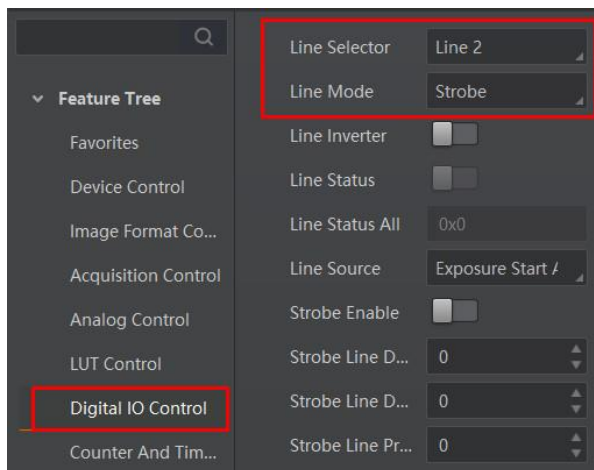 Feature Tree
Favorites
Device Control
Image Format Co...
Acquisition Control
Analog Control
LUT Control
Digital IO Control
Counter And Tim...
Line Selector Line 2
Line Mode Strobe
Line Inverter
Line Status
Line Status All 0x0
Line Source Exposure Start A
Strobe Enable
Strobe Line D... 0
Strobe Line D... 0
Strobe Line Pr... 0